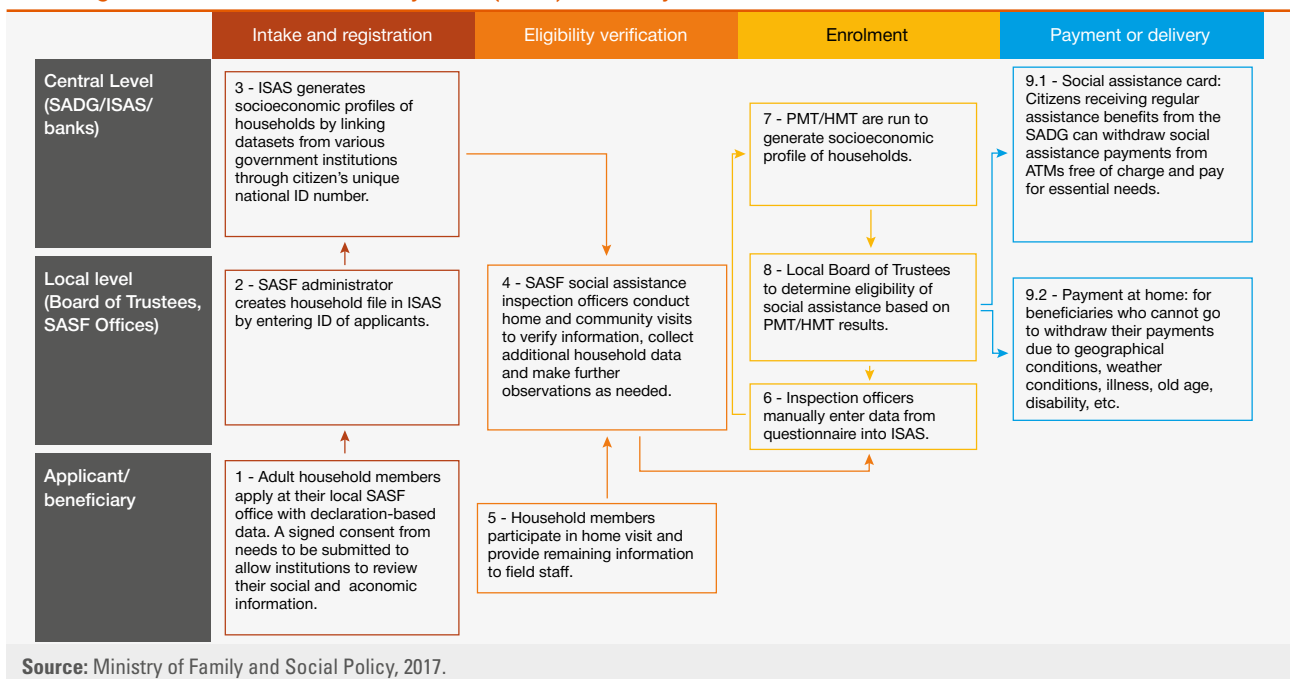 Intake and registration
Eligibility verification
Enrolment
Payment or delivery
Central Level
(SADG/ISAS/
banks)
3 - ISAS generates
socioeconomic profiles of
households by linking
datasets from various
government institutions
through citizen's unique
national ID number.
7 - PMT/HMT are run to
generate socioeconomic
profile of households.
9.1 - Social assistance card:
Citizens receiving regular
assistance benefits from the
SADG can withdraw social
assistance payments from
ATMs free of charge and pay
for essential needs.
Local level
(Board of Trustees,
SASF Offices)
2 - SASF administrator
creates household file in ISAS
by entering ID of applicants.
4 - SASF social assistance
inspection officers conduct
home and community visits
to verify information, collect
additional household data
and make further
observations as needed.
8 - Local Board of Trustees
to determine eligibility of
social assistance based on
PMT/HMT results.
6 - Inspection officers
manually enter data from
questionnaire into ISAS.
9.2 - Payment at home: for
beneficiaries who cannot go
to withdraw their payments
due to geographical
conditions, weather
conditions, illness, old age,
disability, etc.
Applicant/
beneficiary
1 - Adult household members
apply at their local SASF
office with declaration-based
data. A signed consent from
needs to be submitted to
allow institutions to review
their social and aconomic
information.
5 - Household members
participate in home visit and
provide remaining information
to field staff.
Source: Ministry of Family and Social Policy, 2017.